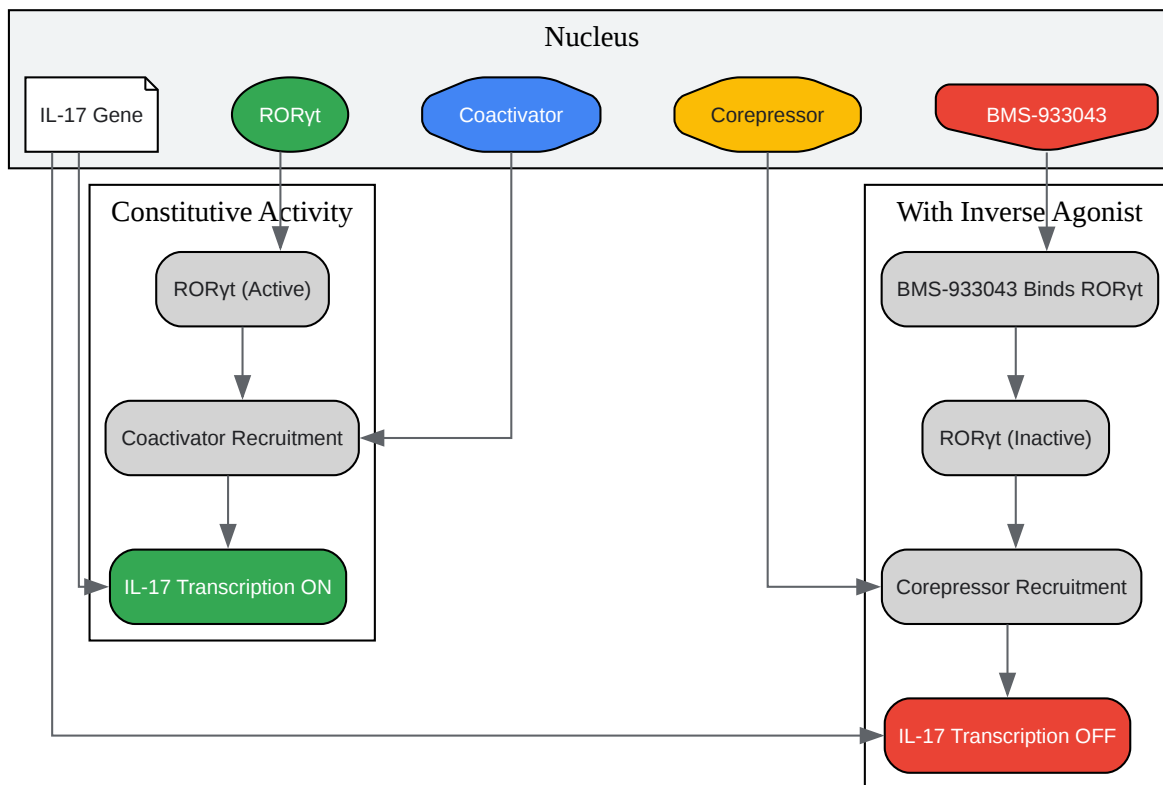 Nucleus
IL-17 Gene
RORγt
Coactivator
Corepressor
BMS-933043
Constitutive Activity
With Inverse Agonist
RORγt (Active)
BMS-933043 Binds RORγt
Coactivator Recruitment
RORγt (Inactive)
IL-17 Transcription ON
Corepressor Recruitment
IL-17 Transcription OFF